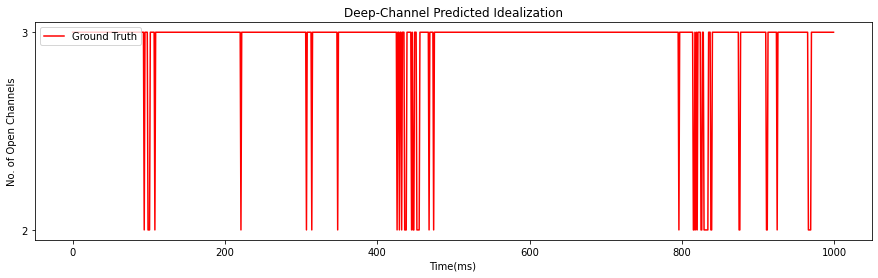 Deep-Channel Predicted Idealization
Ground Truth
3
2
No. of Open Channels
0
200
400
600
800
1000
Time(ms)